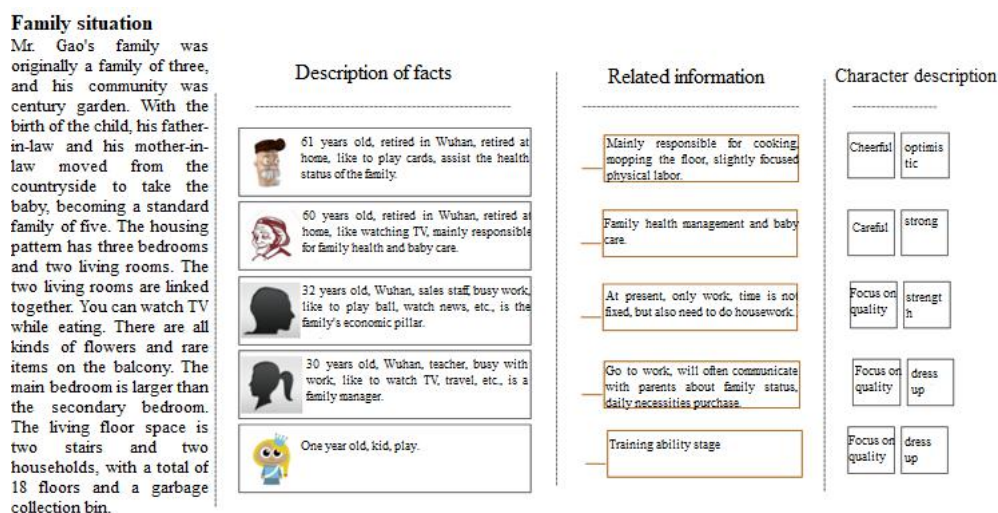 Family situation
Mr. Gao's family was
originally a family of three,
and his community was
century garden. With the
birth of the child, his father-
in-law and his mother-in-
law moved from the
countryside to take the
baby, becoming a standard
family of five. The housing
pattern has three bedrooms
and two living rooms. The
two living rooms are linked
together. You can watch TV
while eating. There are all
kinds of flowers and rare
items on the balcony. The
main bedroom is larger than
the secondary bedroom.
The living floor space is
two stairs and two
households, with a total of
18 floors and a garbage
collection bin.
Description of facts
61 years old, retired in Wuhan, retired at
home, like to play cards, assist the health
status of the family.
60 years old, retired in Wuhan, retired at
home, like watching TV, mainly responsible
for family health and baby care.
32 years old, Wuhan, sales staff, busy work,
like to play ball, watch news, etc., is the
family's economic pillar.
30 years old, Wuhan, teacher, busy with
work, like to watch TV, travel, etc., is a
family manager.
One year old, kid, play.
Related information
Mainly responsible for cooking,
mopping the floor, slightly focused
physical labor.
Family health management and baby
care.
At present, only work, time is not
fixed, but also need to do housework.
Go to work, will often communicate
with parents about family status,
daily necessities purchase.
Training ability stage
Character description
Cheerful
optimis
tic
Careful
strong
Focus on
quality
strengt
h
Focus on
quality
dress
up
Focus on
quality
dress
up